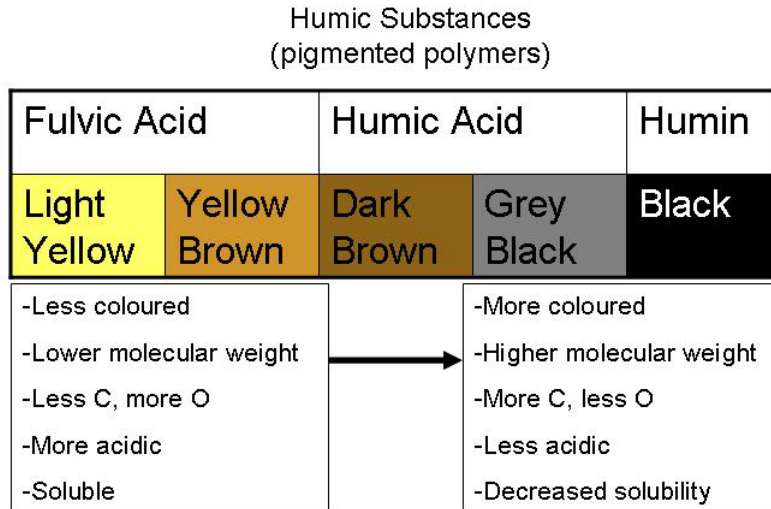 Humic Substances
(pigmented polymers)
Fulvic Acid
Humic Acid
Humin
Light
Yellow
Yellow
Brown
Dark
Brown
Grey
Black
Black
-Less coloured
-Lower molecular weight
-Less C, more O
-More acidic
-Soluble
-More coloured
-Higher molecular weight
-More C, less O
-Less acidic
-Decreased solubility